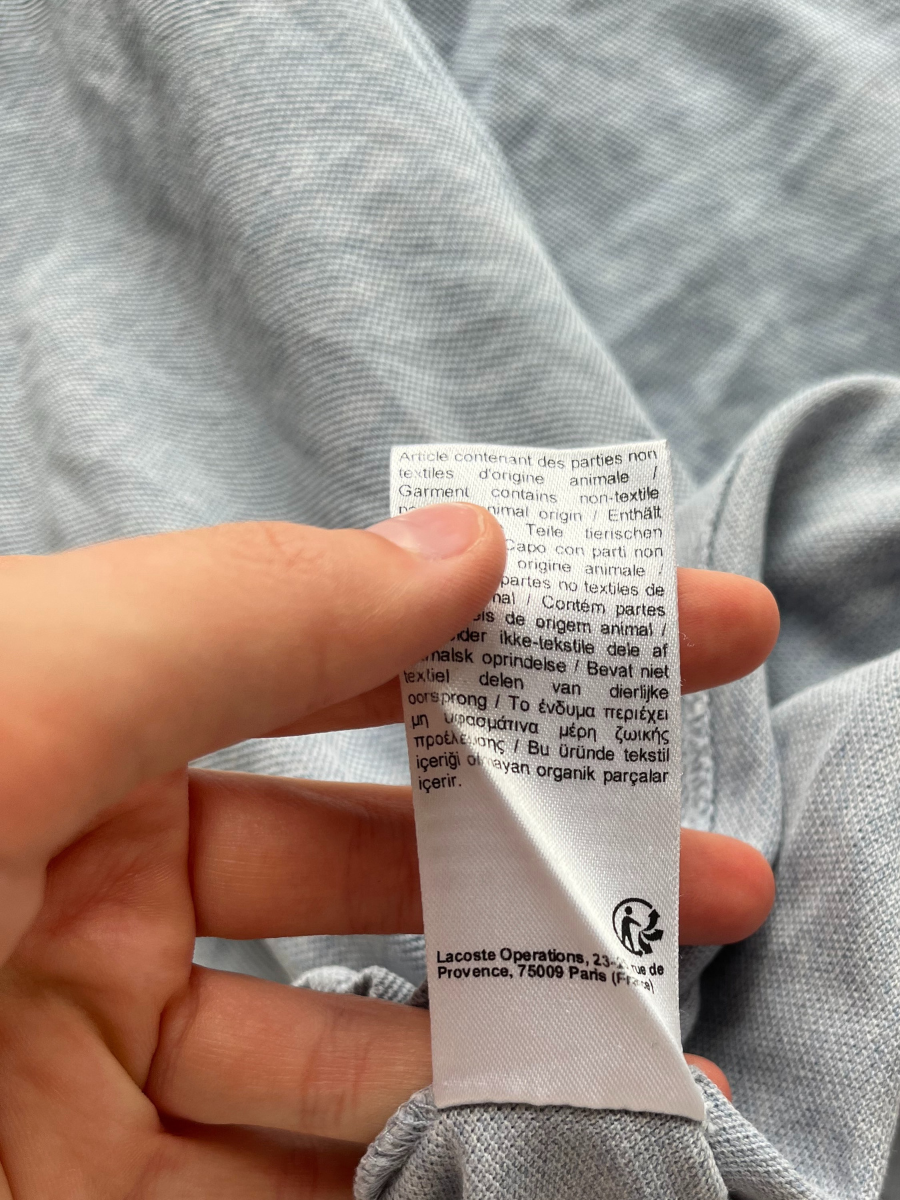 Article contenant des parties non
textiles d'origine animale /
Garment contains non-textile
animal origin / Enthält
Teile tierischen
Capo con parti non
origine animale /
partes no textiles de
/ Contém partes
de origem animal /
ikke-tekstile dele af
oprindelse / Bevat niet
textiel delen van dierlijke
oorsprong / Το ένδυμα περιέχει
μη υφασμάτινα μέρη ζωικής
προέλευσης / Bu üründe tekstil
içeriği olmayan organik parçalar
içerir.
Lacoste Operations, rue de
Provence, 75009 Paris (France)